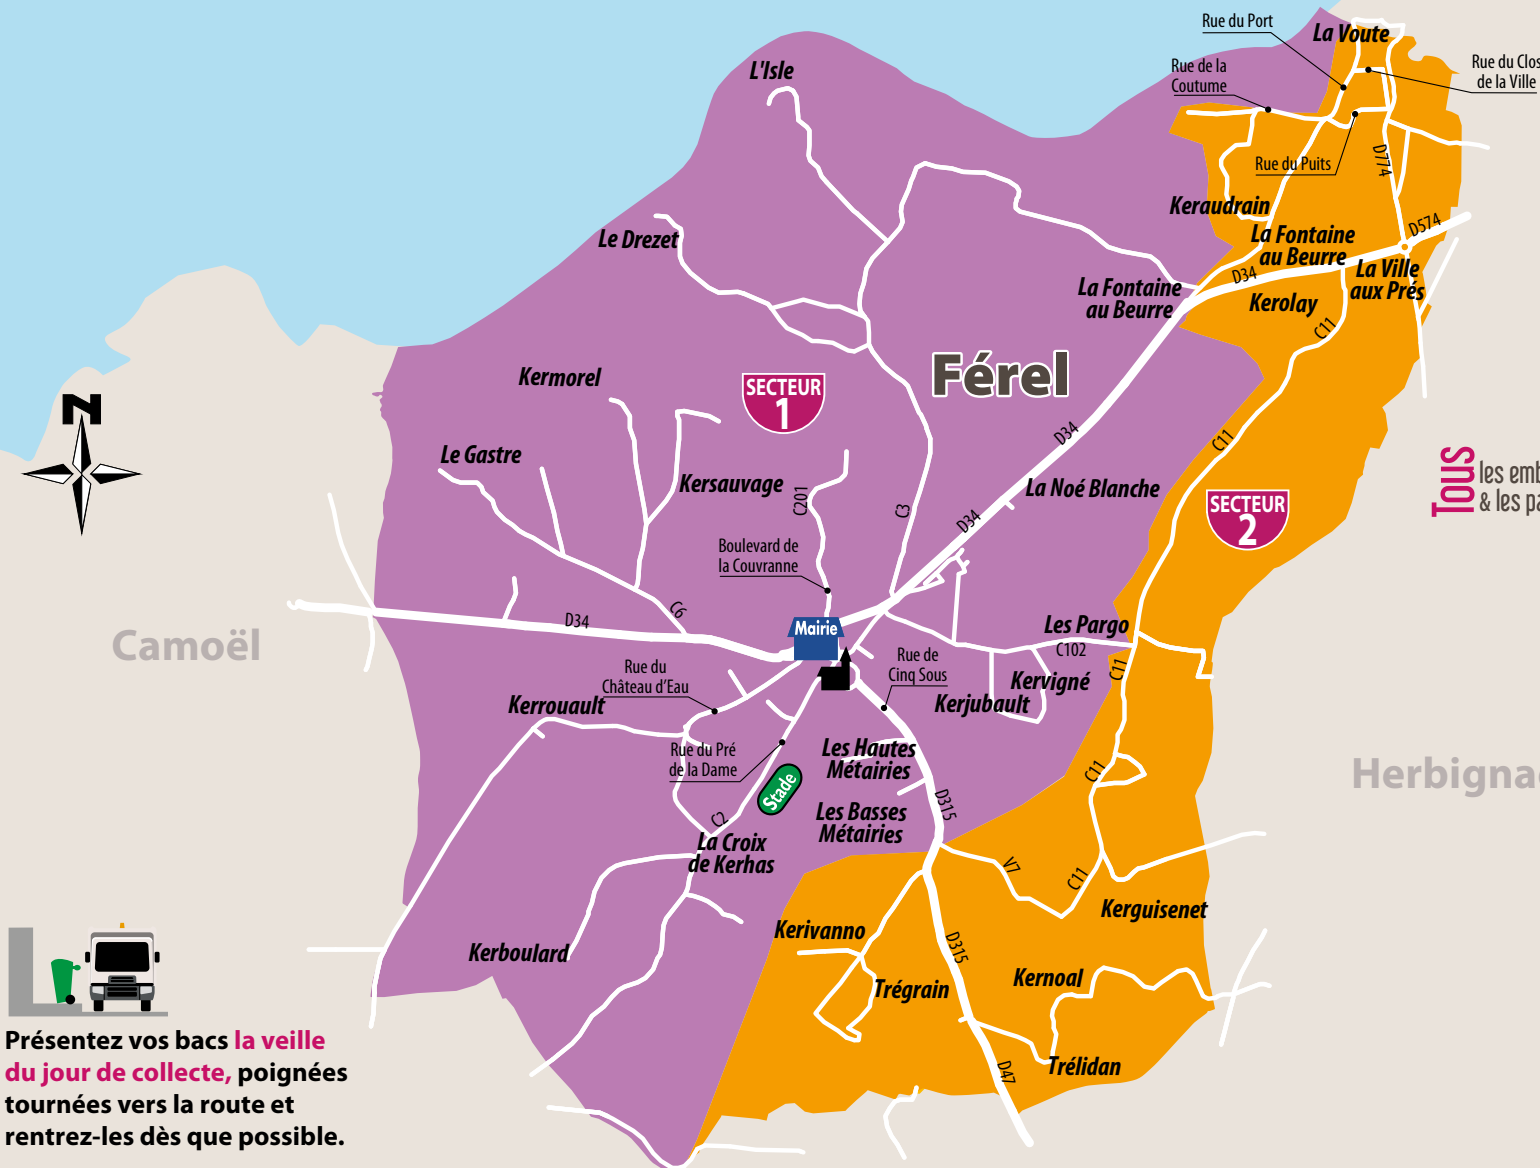 Rue du Port
La Voute
Rue du Clos
de la Ville
Rue de la
Coutume
L'Isle
Rue du Puits
D774
Keraudrain
D574
Le Drezet
La Fontaine
au Beurre
La Ville
aux Prés
D34
La Fontaine
au Beurre
Kerolay
C11
N
Kermorel
SECTEUR
1
Férel
D34
C11
Le Gastre
Kersauvage
C201
C3
La Noé Blanche
D34
SECTEUR
2
Tous
les emb
& les pa
Boulevard de
la Couvranne
C6
D34
Mairie
Les Pargo
C102
Camoël
Rue du
Château d'Eau
Rue de
Cinq Sous
Kervigné
C11
Kerrouault
Kerjubault
Rue du Pré
de la Dame
Les Hautes
Métairies
Stade
C11
Herbigna
Les Basses
Métairies
D315
C2
La Croix
de Kerhas
V7
C11
Kerguisenet
Kerivanno
D315
Kerboulard
Trégrain
Kernoal
Trélidan
D47
Présentez vos bacs la veille
du jour de collecte, poignées
tournées vers la route et
rentrez-les dès que possible.